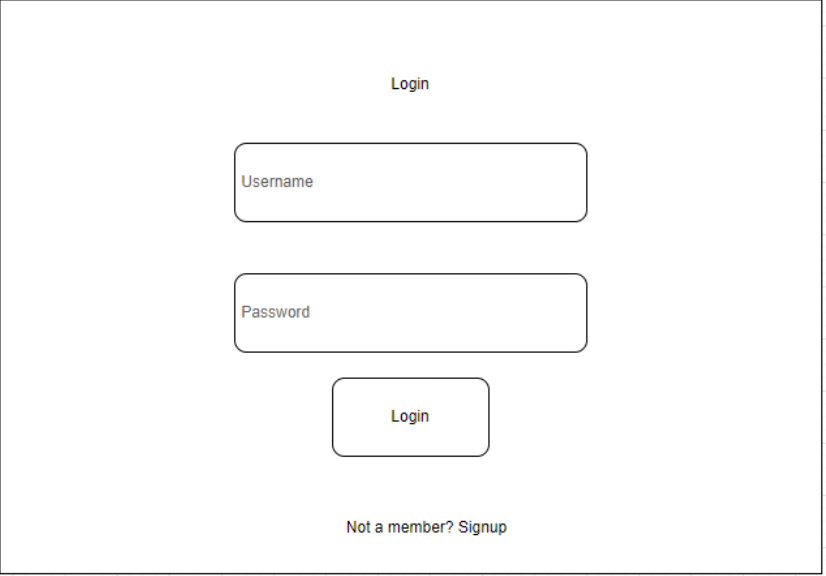 Login
Username
Password
Login
Not a member? Signup